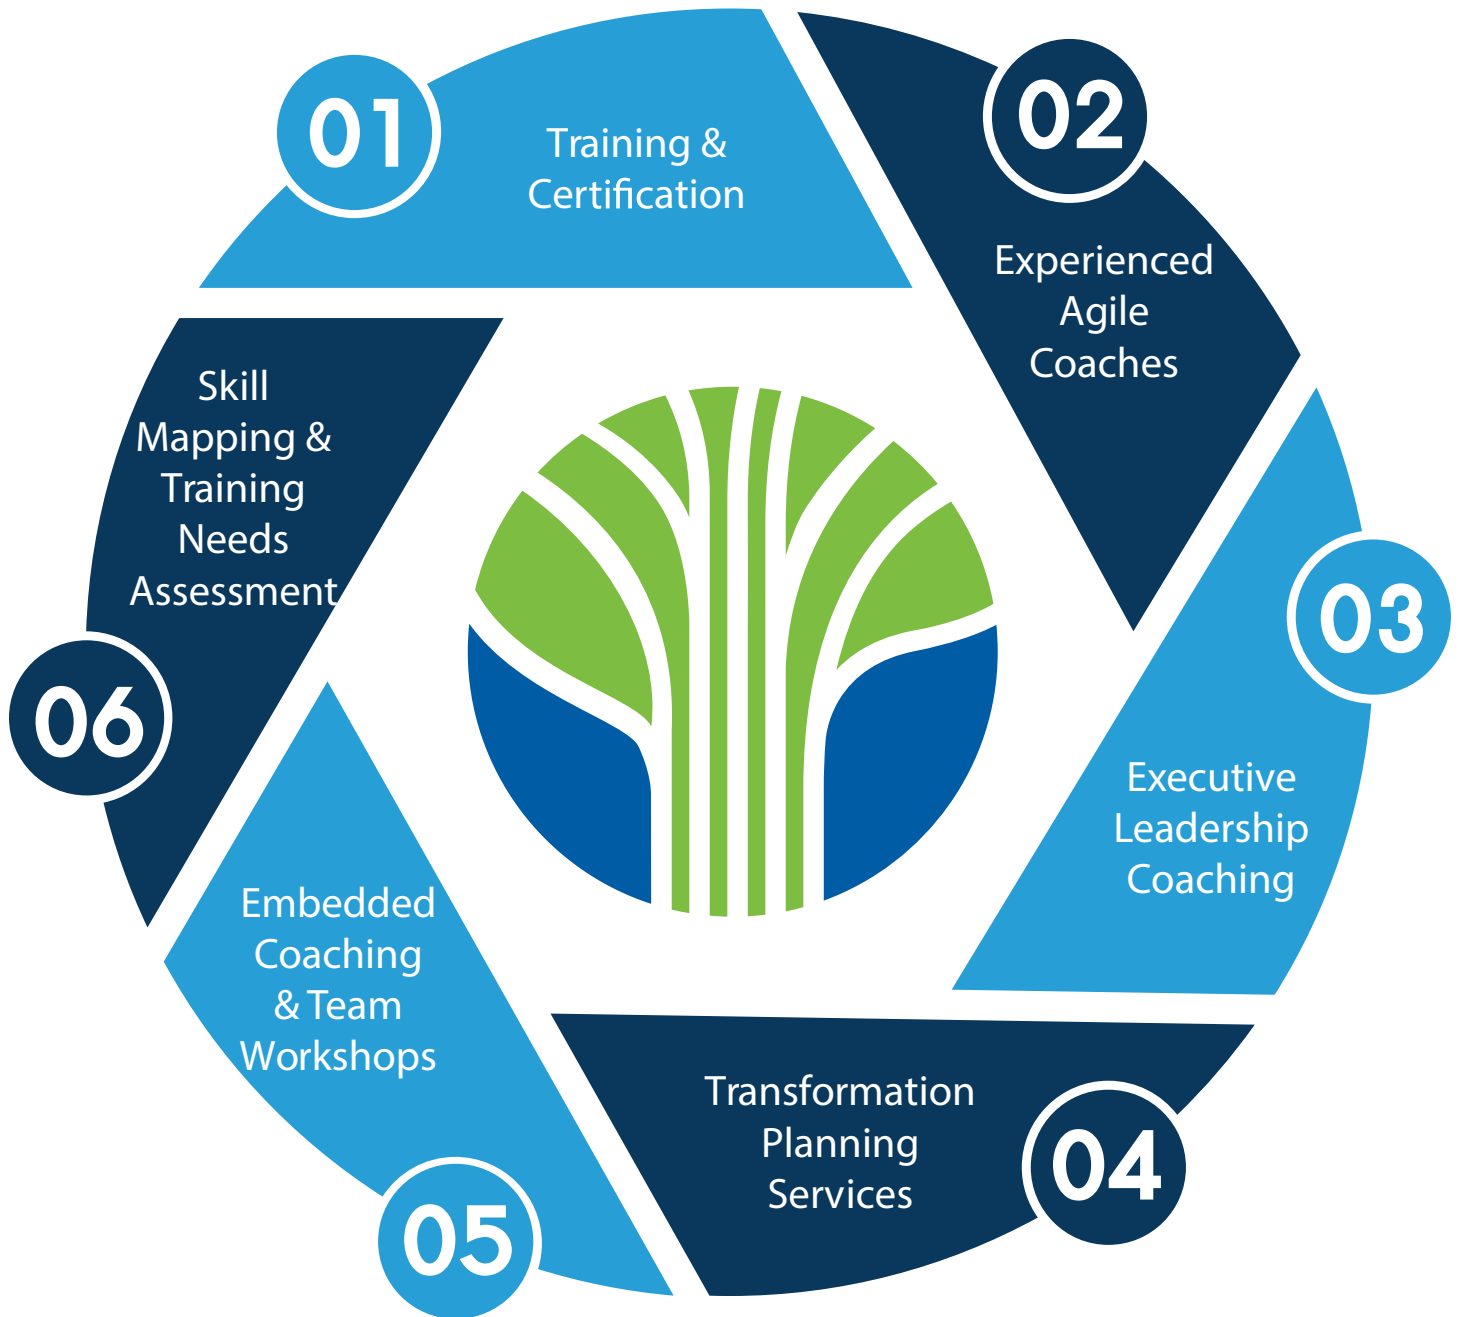 01
Training &
Certification
02
Experienced
Agile
Coaches
03
Executive
Leadership
Coaching
04
Transformation
Planning
Services
05
Embedded
Coaching
& Team
Workshops
06
Skill
Mapping &
Training
Needs
Assessment